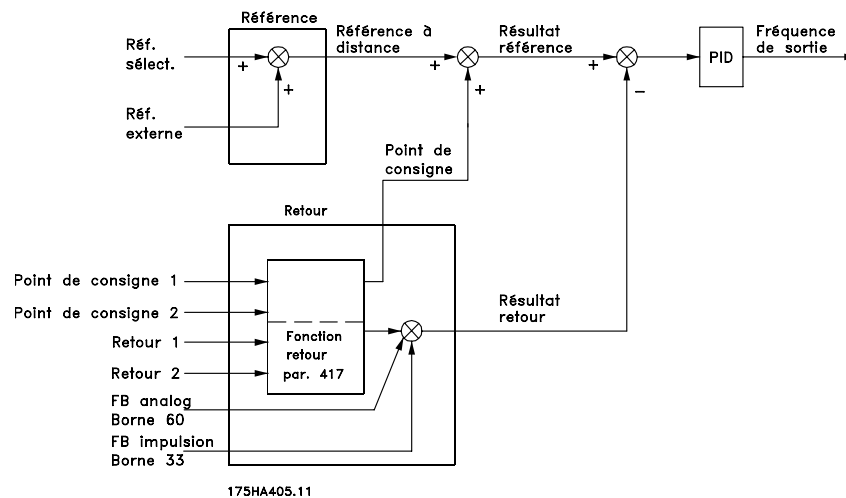 Référence
Réf.
sélect.
Référence à
distance
Résultat
référence
Fréquence
de sortie
PID
+
+
+
+
+
−
Réf.
externe
Point de
consigne
Retour
Point de consigne 1
Point de consigne 2
Retour 1
Retour 2
Fonction
retour
par. 417
Résultat
retour
FB analog
Borne 60
FB impulsion
Borne 33
175HA405.11